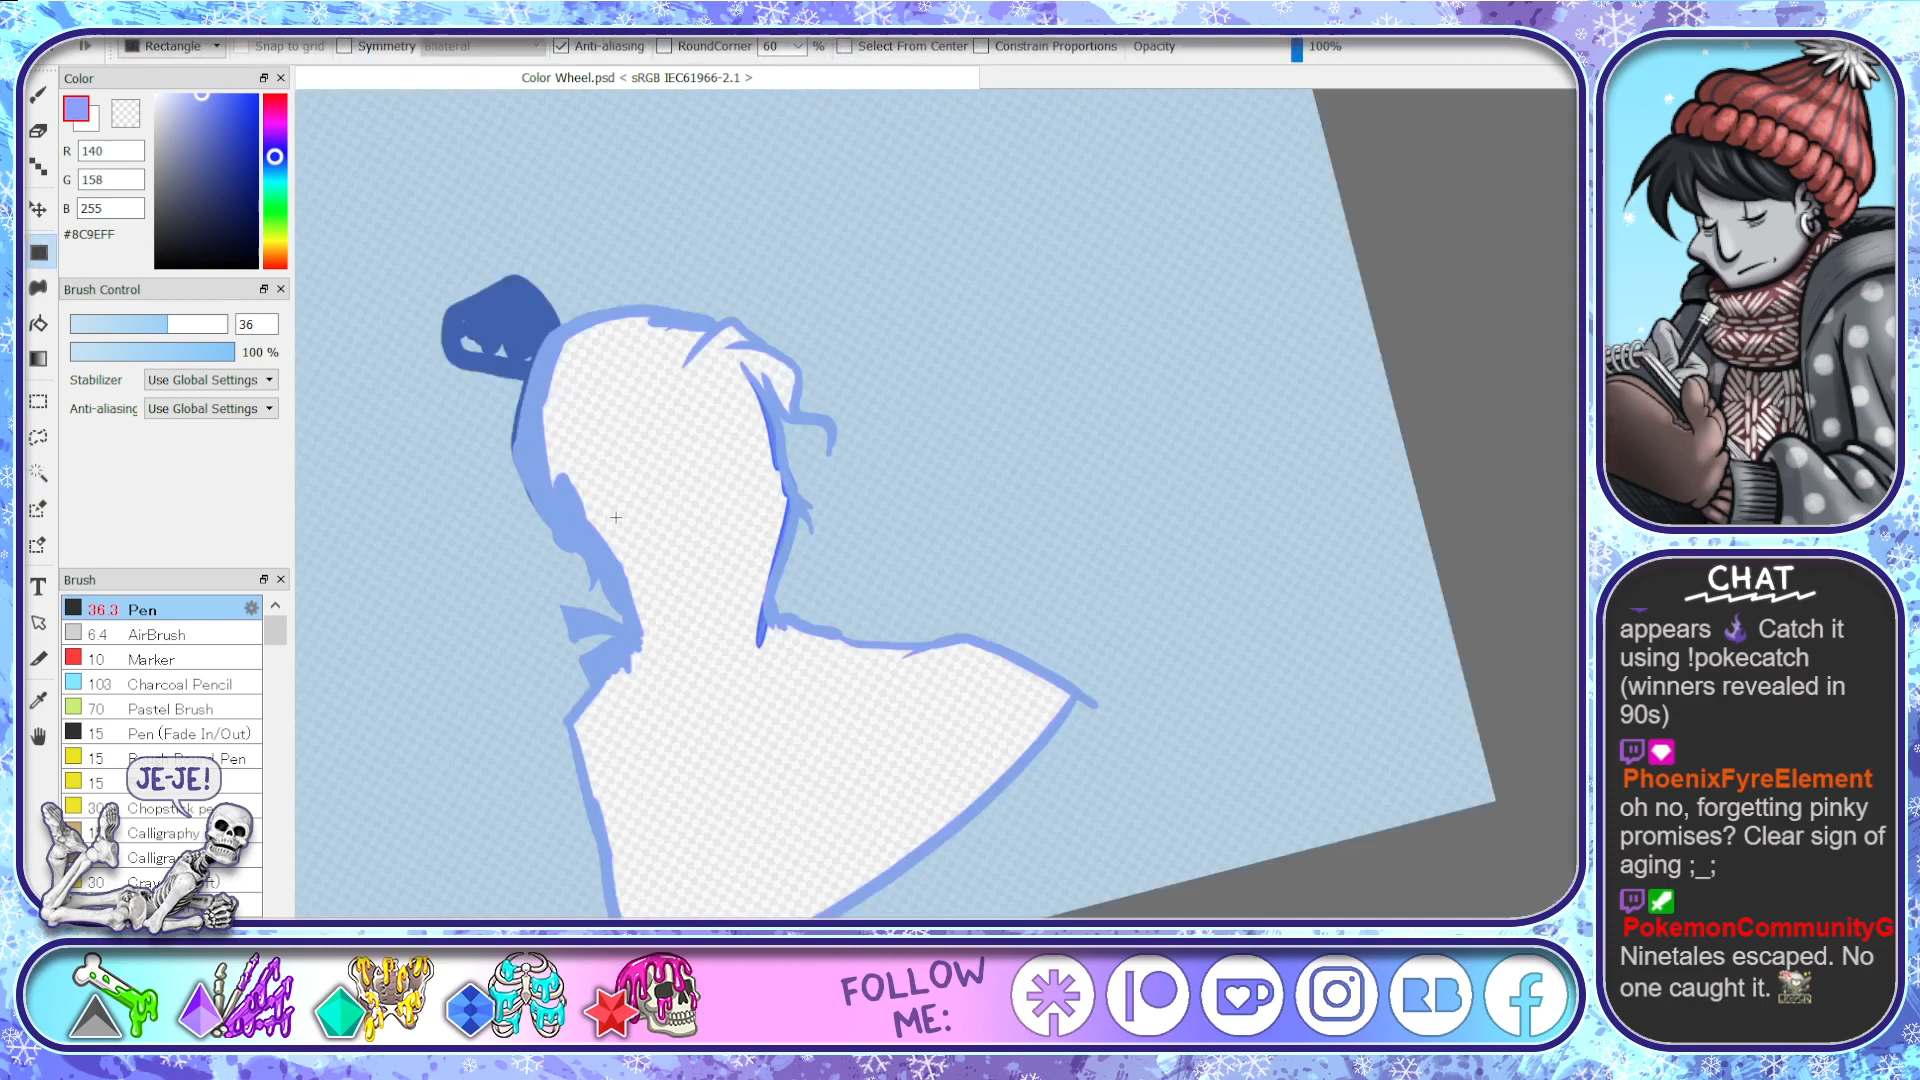 Rectangle Snap to grid Symmetry Bilateral Anti-aliasing RoundCorner 60 % Select From Center Constrain Proportions Opacity 100%
Color
Color Wheel.psd < sRGB IEC61966-2.1 >
R 140
G 158
B 255
#8C9EFF
Brush Control
36
100 %
Stabilizer Use Global Settings
Anti-aliasing Use Global Settings
Brush
36.3 Pen
6.4 AirBrush
10 Marker
103 Charcoal Pencil
70 Pastel Brush
15 Pen (Fade In/Out)
15 Pen
15
JE-JE!
30 Chopstick pe
Calligraphy
Calligra
30
T
CHAT
appears Catch it
using !pokecatch
(winners revealed in
90s)
PhoenixFyreElement
oh no, forgetting pinky
promises? Clear sign of
aging ;_;
PokemonCommunityG
Ninetales escaped. No
one caught it.
FOLLOW
ME:
RB